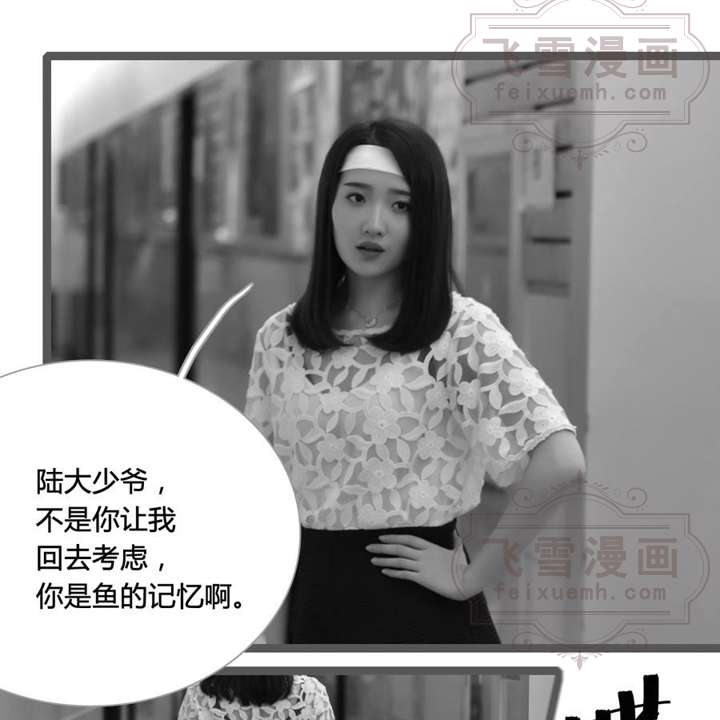 飞雪漫画
feixuemh.com
陆大少爷，
不是你让我
回去考虑，
你是鱼的记忆啊。
飞雪漫画
feixuemh.com